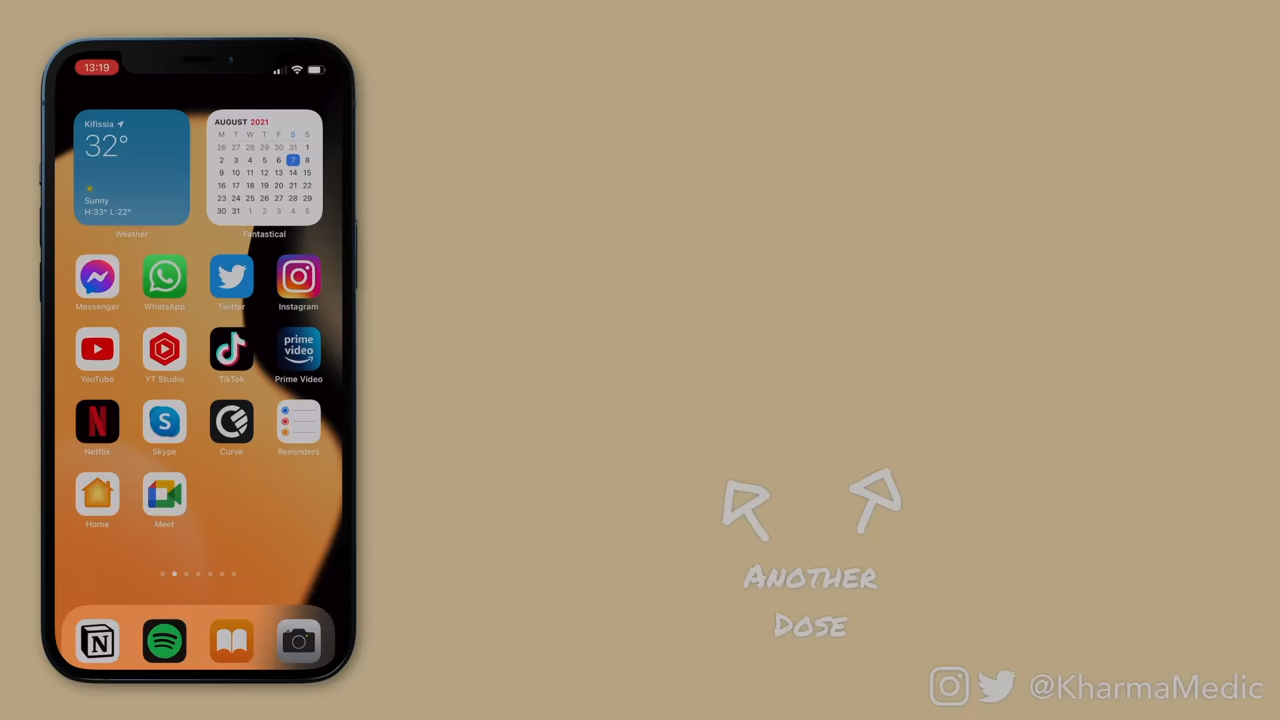 13:19
Kifissia
32°
Sunny
H:33° L:22°
Weather
AUGUST 2021
M T W T F S S
26 27 28 29 30 31 1
2 3 4 5 6 7 8
9 10 11 12 13 14 15
16 17 18 19 20 21 22
23 24 25 26 27 28 29
30 31 1 2 3 4 5
Fantastical
Messenger WhatsApp Twitter Instagram
prime video
YouTube YT Studio TikTok Prime Video
N S
Netflix Skype Curve Reminders
Home Meet
N
ANOTHER
DOSE
@KharmaMedic